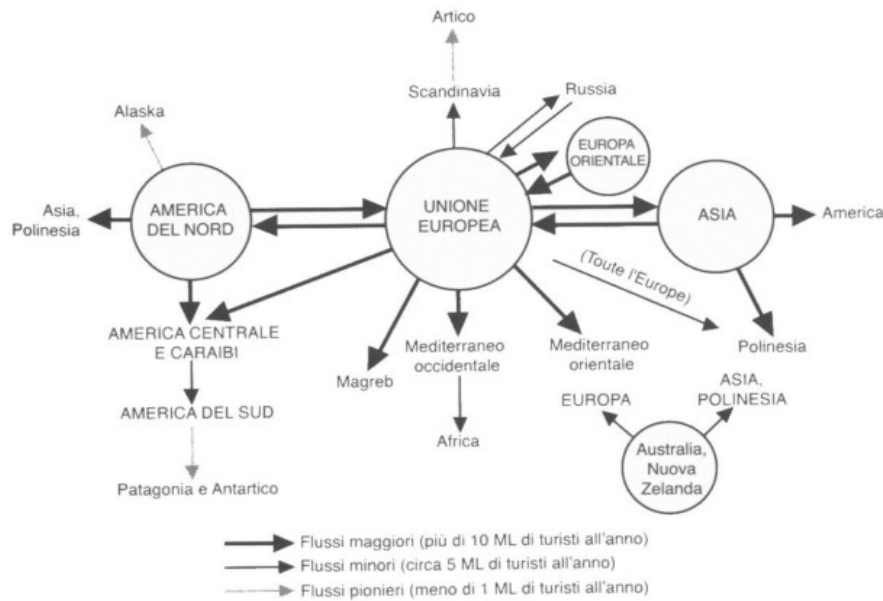 Artico
Scandinavia
Russia
Alaska
EUROPA
ORIENTALE
Asia,
Polinesia
AMERICA
DEL NORD
UNIONE
EUROPEA
ASIA
America
(Toute l'Europe)
AMERICA CENTRALE
E CARAIBI
Magreb
Mediterraneo
occidentale
Mediterraneo
orientale
Polinesia
AMERICA DEL SUD
Africa
EUROPA
ASIA,
POLINESIA
Australia,
Nuova
Zelanda
Patagonia e Antartico
Flussi maggiori (più di 10 ML di turisti all'anno)
Flussi minori (circa 5 ML di turisti all'anno)
Flussi pionieri (meno di 1 ML di turisti all'anno)